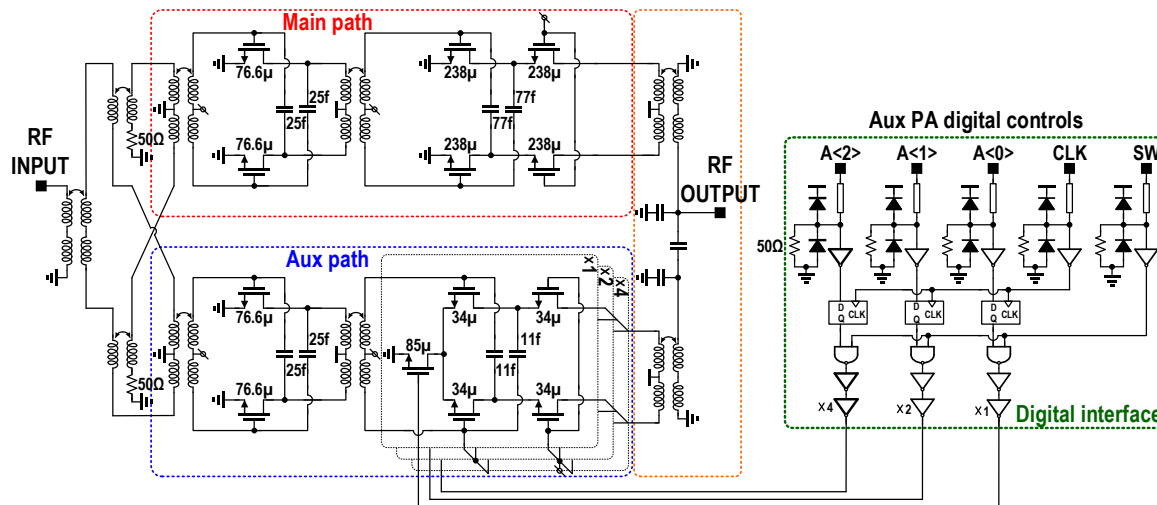 Main path
76.6μ
25f
25f
76.6μ
238μ
238μ
77f
77f
238μ
238μ
50Ω
RF
INPUT
RF
OUTPUT
50Ω
Aux path
76.6μ
25f
25f
76.6μ
x1
x2
x4
34μ
34μ
85μ
11f
11f
34μ
34μ
Aux PA digital controls
A<2> A<1> A<0> CLK SW
50Ω
D
Q
CLK
D
Q
CLK
D
Q
CLK
x4
x2
x1
Digital interface